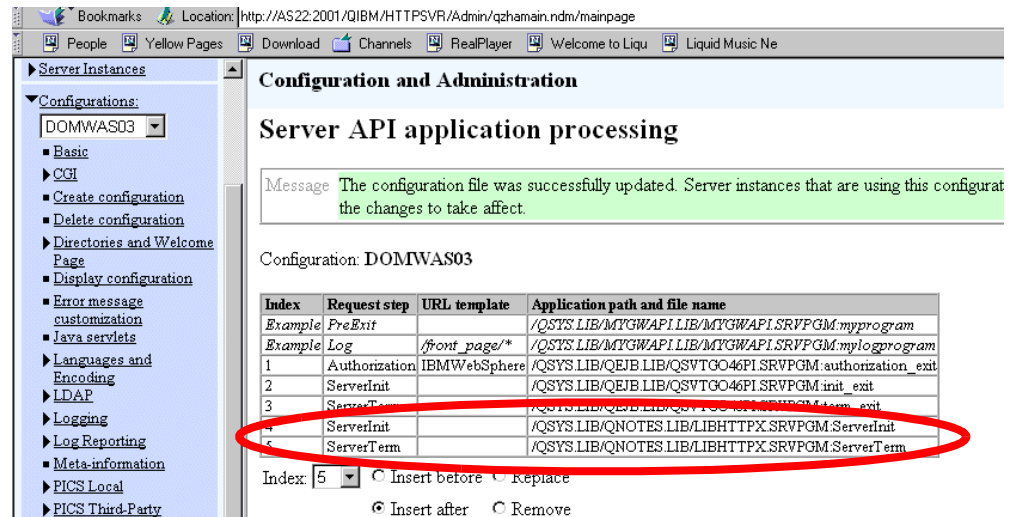 Bookmarks Location: http://AS22:2001/QIBM/HTTPSVR/Admin/qzhamain.ndm/mainpage
People Yellow Pages Download Channels RealPlayer Welcome to Liqu Liquid Music Ne
Server Instances
Configurations:
DOMWAS03
Basic
CGI
Create configuration
Delete configuration
Directories and Welcome
Page
Display configuration
Error message
customization
Java servlets
Languages and
Encoding
LDAP
Logging
Log Reporting
Meta-information
PICS Local
PICS Third-Party
Configuration and Administration
Server API application processing
Message The configuration file was successfully updated. Server instances that are using this configurat
the changes to take affect.
Configuration: DOMWAS03
Index Request step URL template Application path and file name
Example PreExit /QSYS.LIB/MYGWAPI.LIB/MYGWAPI.SRVPGM:myprogram
Example Log /front_page/* /QSYS.LIB/MYGWAPI.LIB/MYGWAPI.SRVPGM:mylogprogram
1 Authorization IBMWebSphere /QSYS.LIB/QEJB.LIB/QSVTGO46PI.SRVPGM:authorization_exit
2 ServerInit /QSYS.LIB/QEJB.LIB/QSVTGO46PI.SRVPGM:init_exit
3 ServerTerm /QSYS.LIB/QEJB.LIB/QSVTGO46PI.SRVPGM:term_exit
4 ServerInit /QSYS.LIB/QNOTES.LIB/LIBHTTPX.SRVPGM:ServerInit
5 ServerTerm /QSYS.LIB/QNOTES.LIB/LIBHTTPX.SRVPGM:ServerTerm
Index: 5 Insert before Replace
Insert after Remove